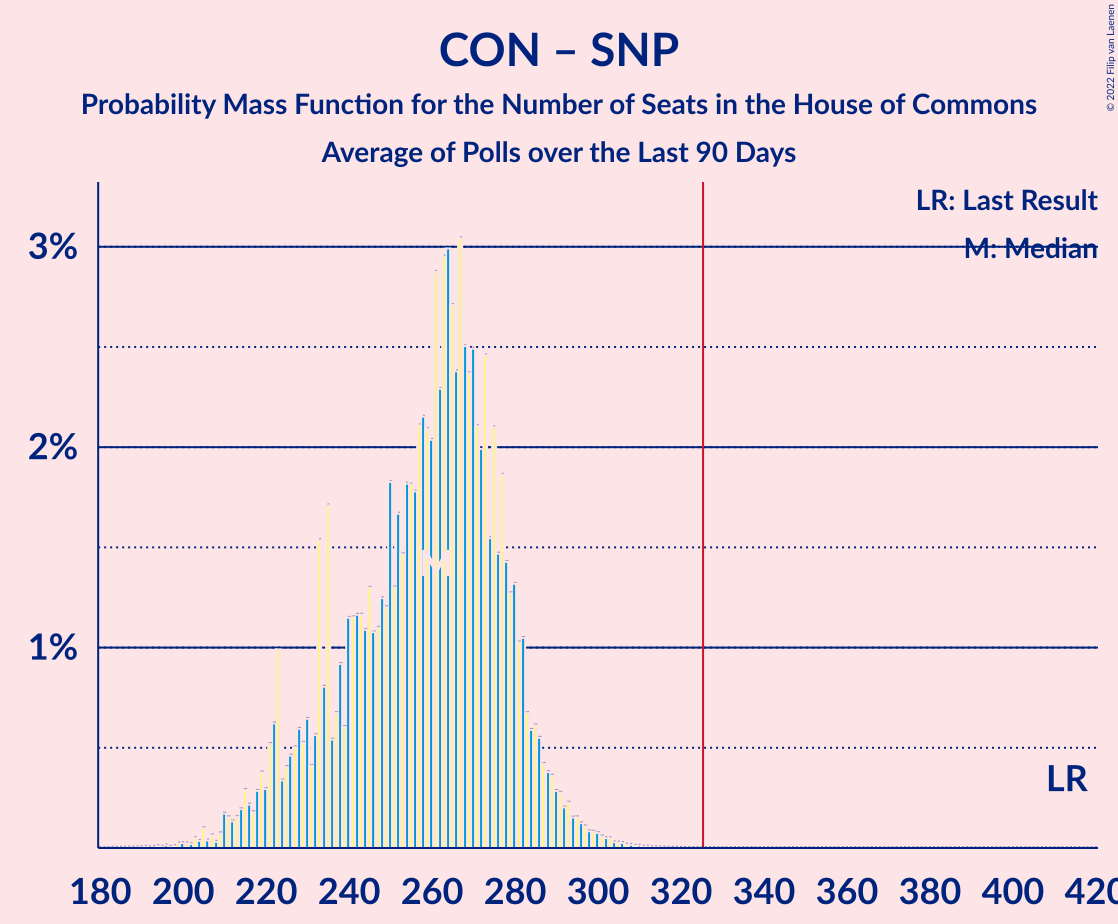 CON – SNP
Probability Mass Function for the Number of Seats in the House of Commons
Average of Polls over the Last 90 Days
© 2022 Filip van Laenen
LR: Last Result
M: Median
3%
2%
1%
M
LR
180 200 220 240 260 280 300 320 340 360 380 400 420